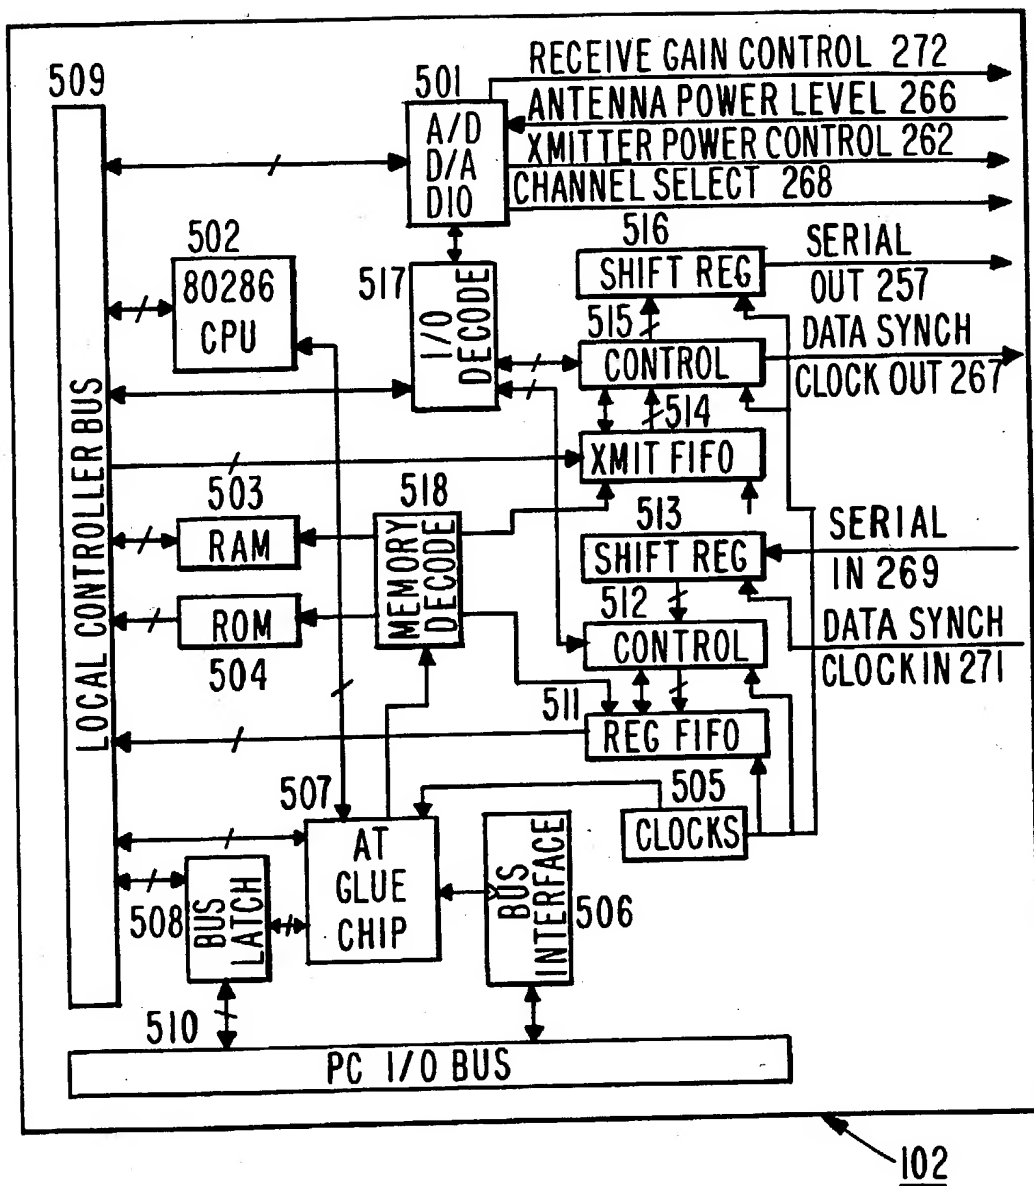 509
LOCAL CONTROLLER BUS
501
A/D
D/A
DIO
RECEIVE GAIN CONTROL 272
ANTENNA POWER LEVEL 266
XMITTER POWER CONTROL 262
CHANNEL SELECT 268
502
80286
CPU
517
I/O
DECODE
516
SHIFT REG
SERIAL
OUT 257
515
CONTROL
DATA SYNCH
CLOCK OUT 267
514
XMIT FIFO
503
RAM
518
MEMORY
DECODE
513
SHIFT REG
SERIAL
IN 269
ROM
504
512
CONTROL
DATA SYNCH
CLOCK IN 271
511
REG FIFO
507
AT
GLUE
CHIP
505
CLOCKS
BUS
INTERFACE
506
508
BUS
LATCH
510
PC I/O BUS
102